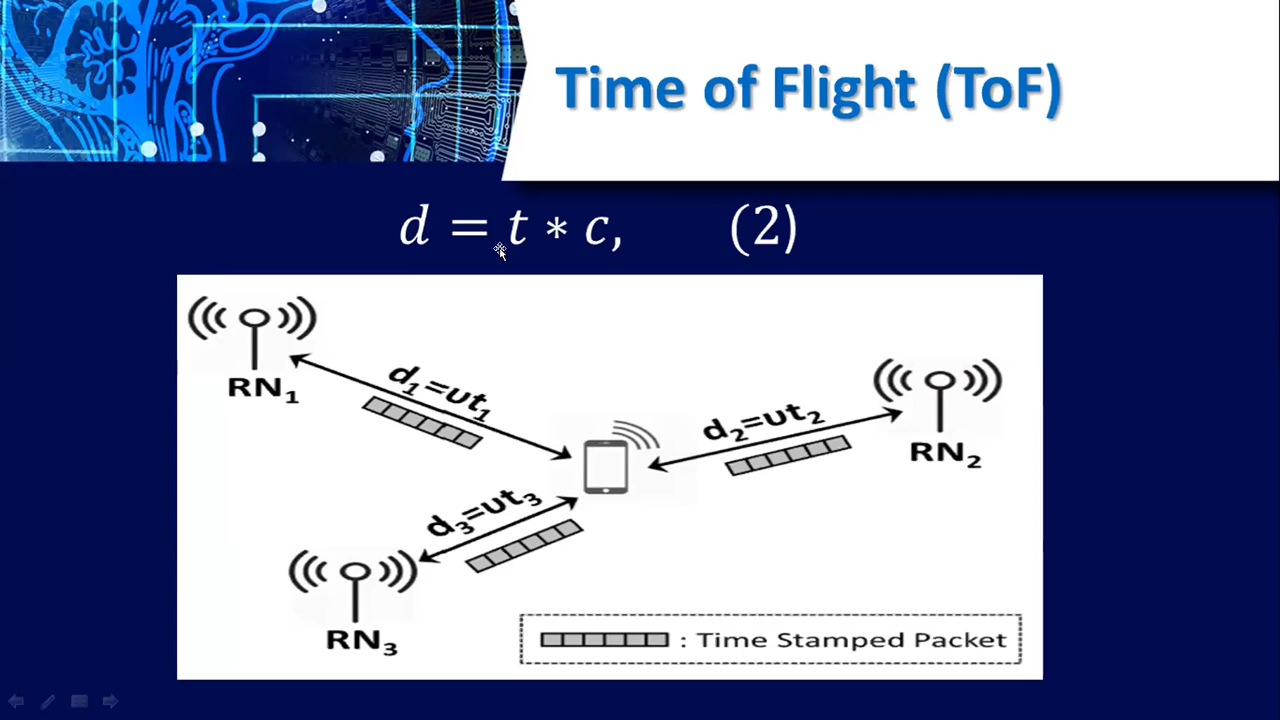 Time of Flight (ToF)
d = t ∗ c, (2)
RN₁
d₁=υt₁
d₂=υt₂
RN₂
d₃=υt₃
RN₃
: Time Stamped Packet